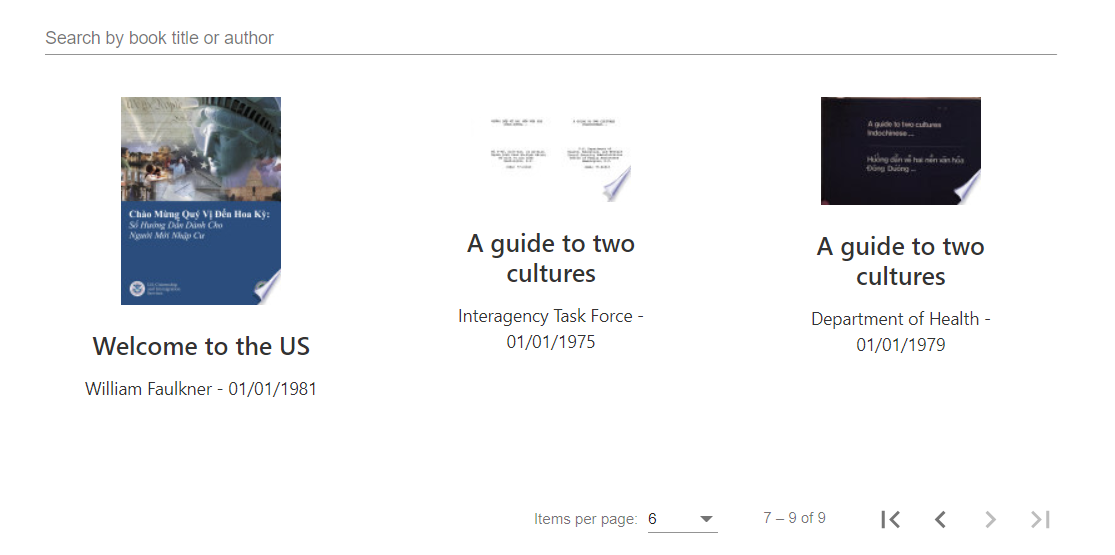 Search by book title or author
Chào Mừng Quý Vị Đến Hoa Kỳ:
Sổ Hướng Dẫn Dành Cho
Người Mới Nhập Cư
Welcome to the US
William Faulkner - 01/01/1981
A guide to two
cultures
Interagency Task Force -
01/01/1975
A guide to two cultures
Indochinese ...
Hướng dẫn về hai nền văn hóa
Đông Dương ...
A guide to two
cultures
Department of Health -
01/01/1979
Items per page:
6
7 – 9 of 9